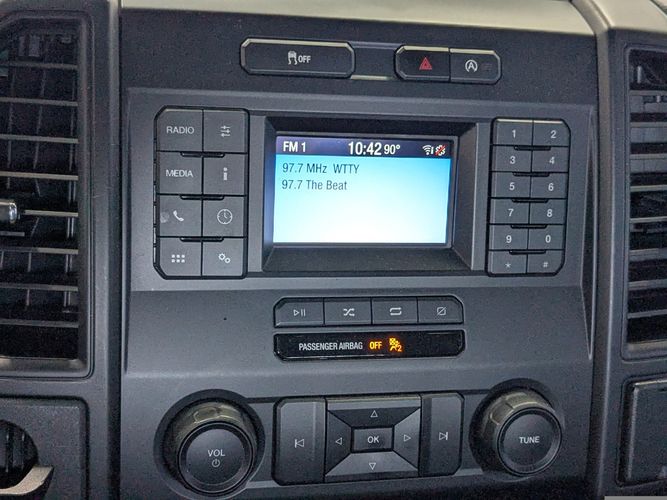 OFF
A
RADIO
MEDIA
i
FM 1 10:42 90°
97.7 MHz WTTY
97.7 The Beat
1 2
3 4
5 6
7 8
9 0
* #
PASSENGER AIRBAG OFF 2
VOL
OK
TUNE